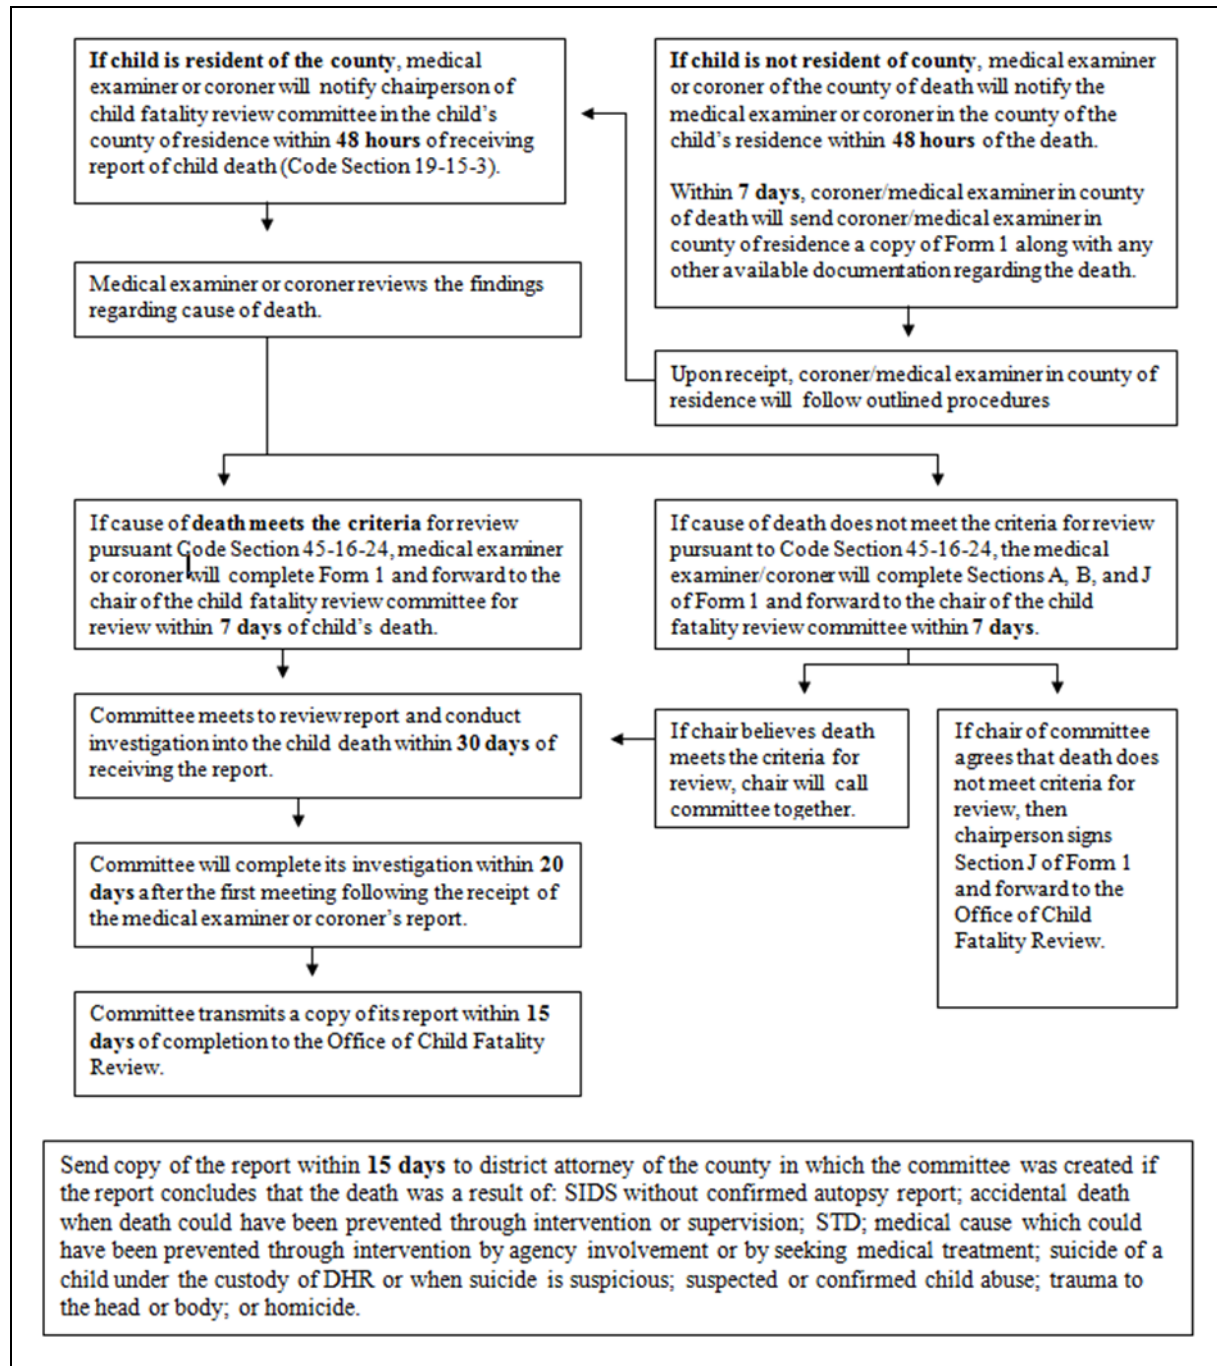 If child is resident of the county, medical
examiner or coroner will notify chairperson of
child fatality review committee in the child's
county of residence within 48 hours of receiving
report of child death (Code Section 19-15-3).
If child is not resident of county, medical examiner
or coroner of the county of death will notify the
medical examiner or coroner in the county of the
child's residence within 48 hours of the death.
Within 7 days, coroner/medical examiner in county
of death will send coroner/medical examiner in
county of residence a copy of Form 1 along with any
other available documentation regarding the death.
Medical examiner or coroner reviews the findings
regarding cause of death.
Upon receipt, coroner/medical examiner in county of
residence will follow outlined procedures
If cause of death meets the criteria for review
pursuant Code Section 45-16-24, medical examiner
or coroner will complete Form 1 and forward to the
chair of the child fatality review committee for
review within 7 days of child's death.
If cause of death does not meet the criteria for review
pursuant to Code Section 45-16-24, the medical
examiner/coroner will complete Sections A, B, and J
of Form 1 and forward to the chair of the child
fatality review committee within 7 days.
Committee meets to review report and conduct
investigation into the child death within 30 days of
receiving the report.
If chair believes death
meets the criteria for
review, chair will call
committee together.
If chair of committee
agrees that death does
not meet criteria for
review, then
chairperson signs
Section J of Form 1
and forward to the
Office of Child
Fatality Review.
Committee will complete its investigation within 20
days after the first meeting following the receipt of
the medical examiner or coroner's report.
Committee transmits a copy of its report within 15
days of completion to the Office of Child Fatality
Review.
Send copy of the report within 15 days to district attorney of the county in which the committee was created if
the report concludes that the death was a result of: SIDS without confirmed autopsy report; accidental death
when death could have been prevented through intervention or supervision; STD; medical cause which could
have been prevented through intervention by agency involvement or by seeking medical treatment; suicide of a
child under the custody of DHR or when suicide is suspicious; suspected or confirmed child abuse; trauma to
the head or body; or homicide.